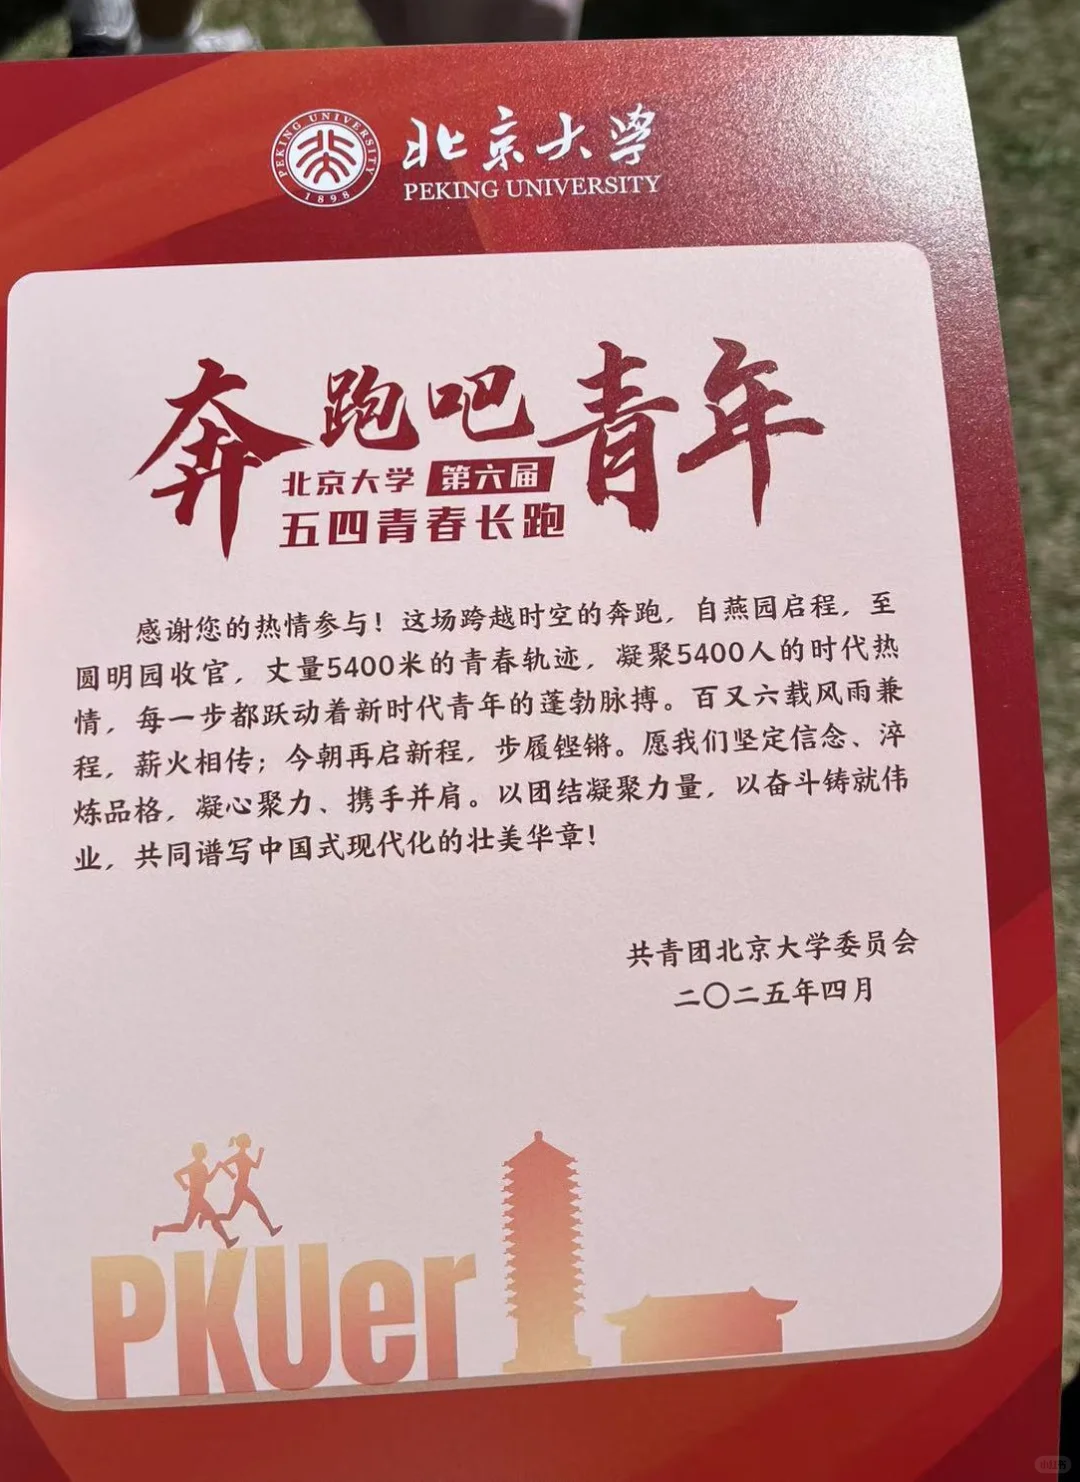 PEKING UNIVERSITY
1898
北京大学
PEKING UNIVERSITY
奔跑吧青年
北京大学 第六届
五四青春长跑
感谢您的热情参与！这场跨越时空的奔跑，自燕园启程，至
圆明园收官，丈量5400米的青春轨迹，凝聚5400人的时代热
情，每一步都跃动着新时代青年的蓬勃脉搏。百又六载风雨兼
程，薪火相传；今朝再启新程，步履铿锵。愿我们坚定信念、淬
炼品格，凝心聚力、携手并肩。以团结凝聚力量，以奋斗铸就伟
业，共同谱写中国式现代化的壮美华章！
共青团北京大学委员会
二〇二五年四月
PKUer
小红书